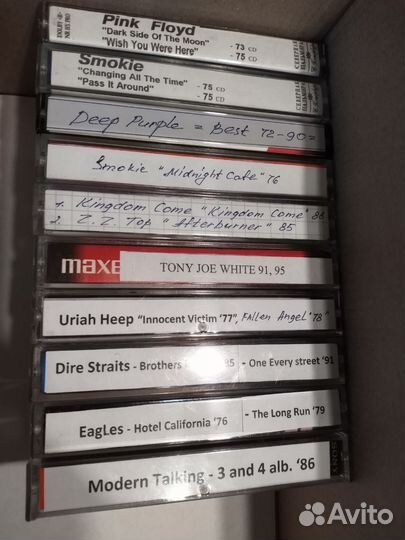 Pink Floyd
"Dark Side Of The Moon" - 73 CD
"Wish You Were Here" - 75 CD
Smokie
"Changing All The Time" - 75 CD
"Pass It Around" - 75 CD
Deep Purple = Best 72-90=
Smokie "Midnight Cafe" 76
1. Kingdom Come "Kingdom Come" 88
2. Z.Z. Top "Afterburner" 85
maxe
TONY JOE WHITE 91, 95
Uriah Heep "Innocent Victim '77", Fallen Angel '78"
Dire Straits - Brothers 85 - One Every street '91
EagLes - Hotel California '76 - The Long Run '79
Modern Talking - 3 and 4 alb. '86
SONY
Avito